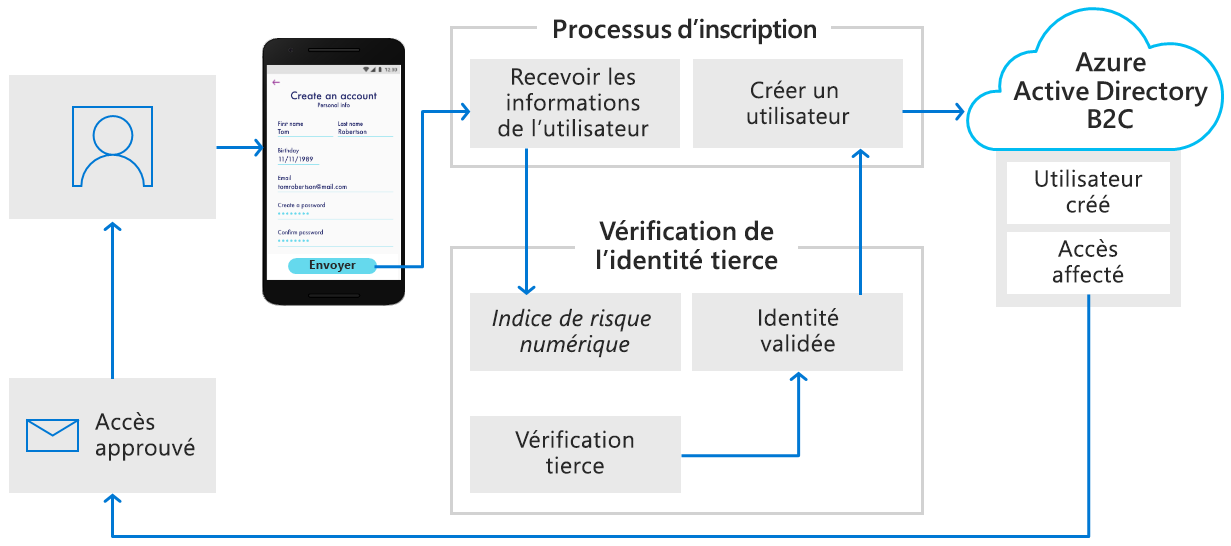 Processus d’inscription
Recevoir les
informations
de l’utilisateur
Créer un
utilisateur
Azure
Active Directory
B2C
Utilisateur
créé
Accès
affecté
12:30
Create an account
Personal info
First name
Last name
Tom
Robertson
Birthday
11/11/1989
Email
tomrobertson@mail.com
Create a password
Confirm password
Envoyer
Vérification de
l’identité tierce
Indice de risque
numérique
Identité
validée
Vérification
tierce
Accès
approuvé